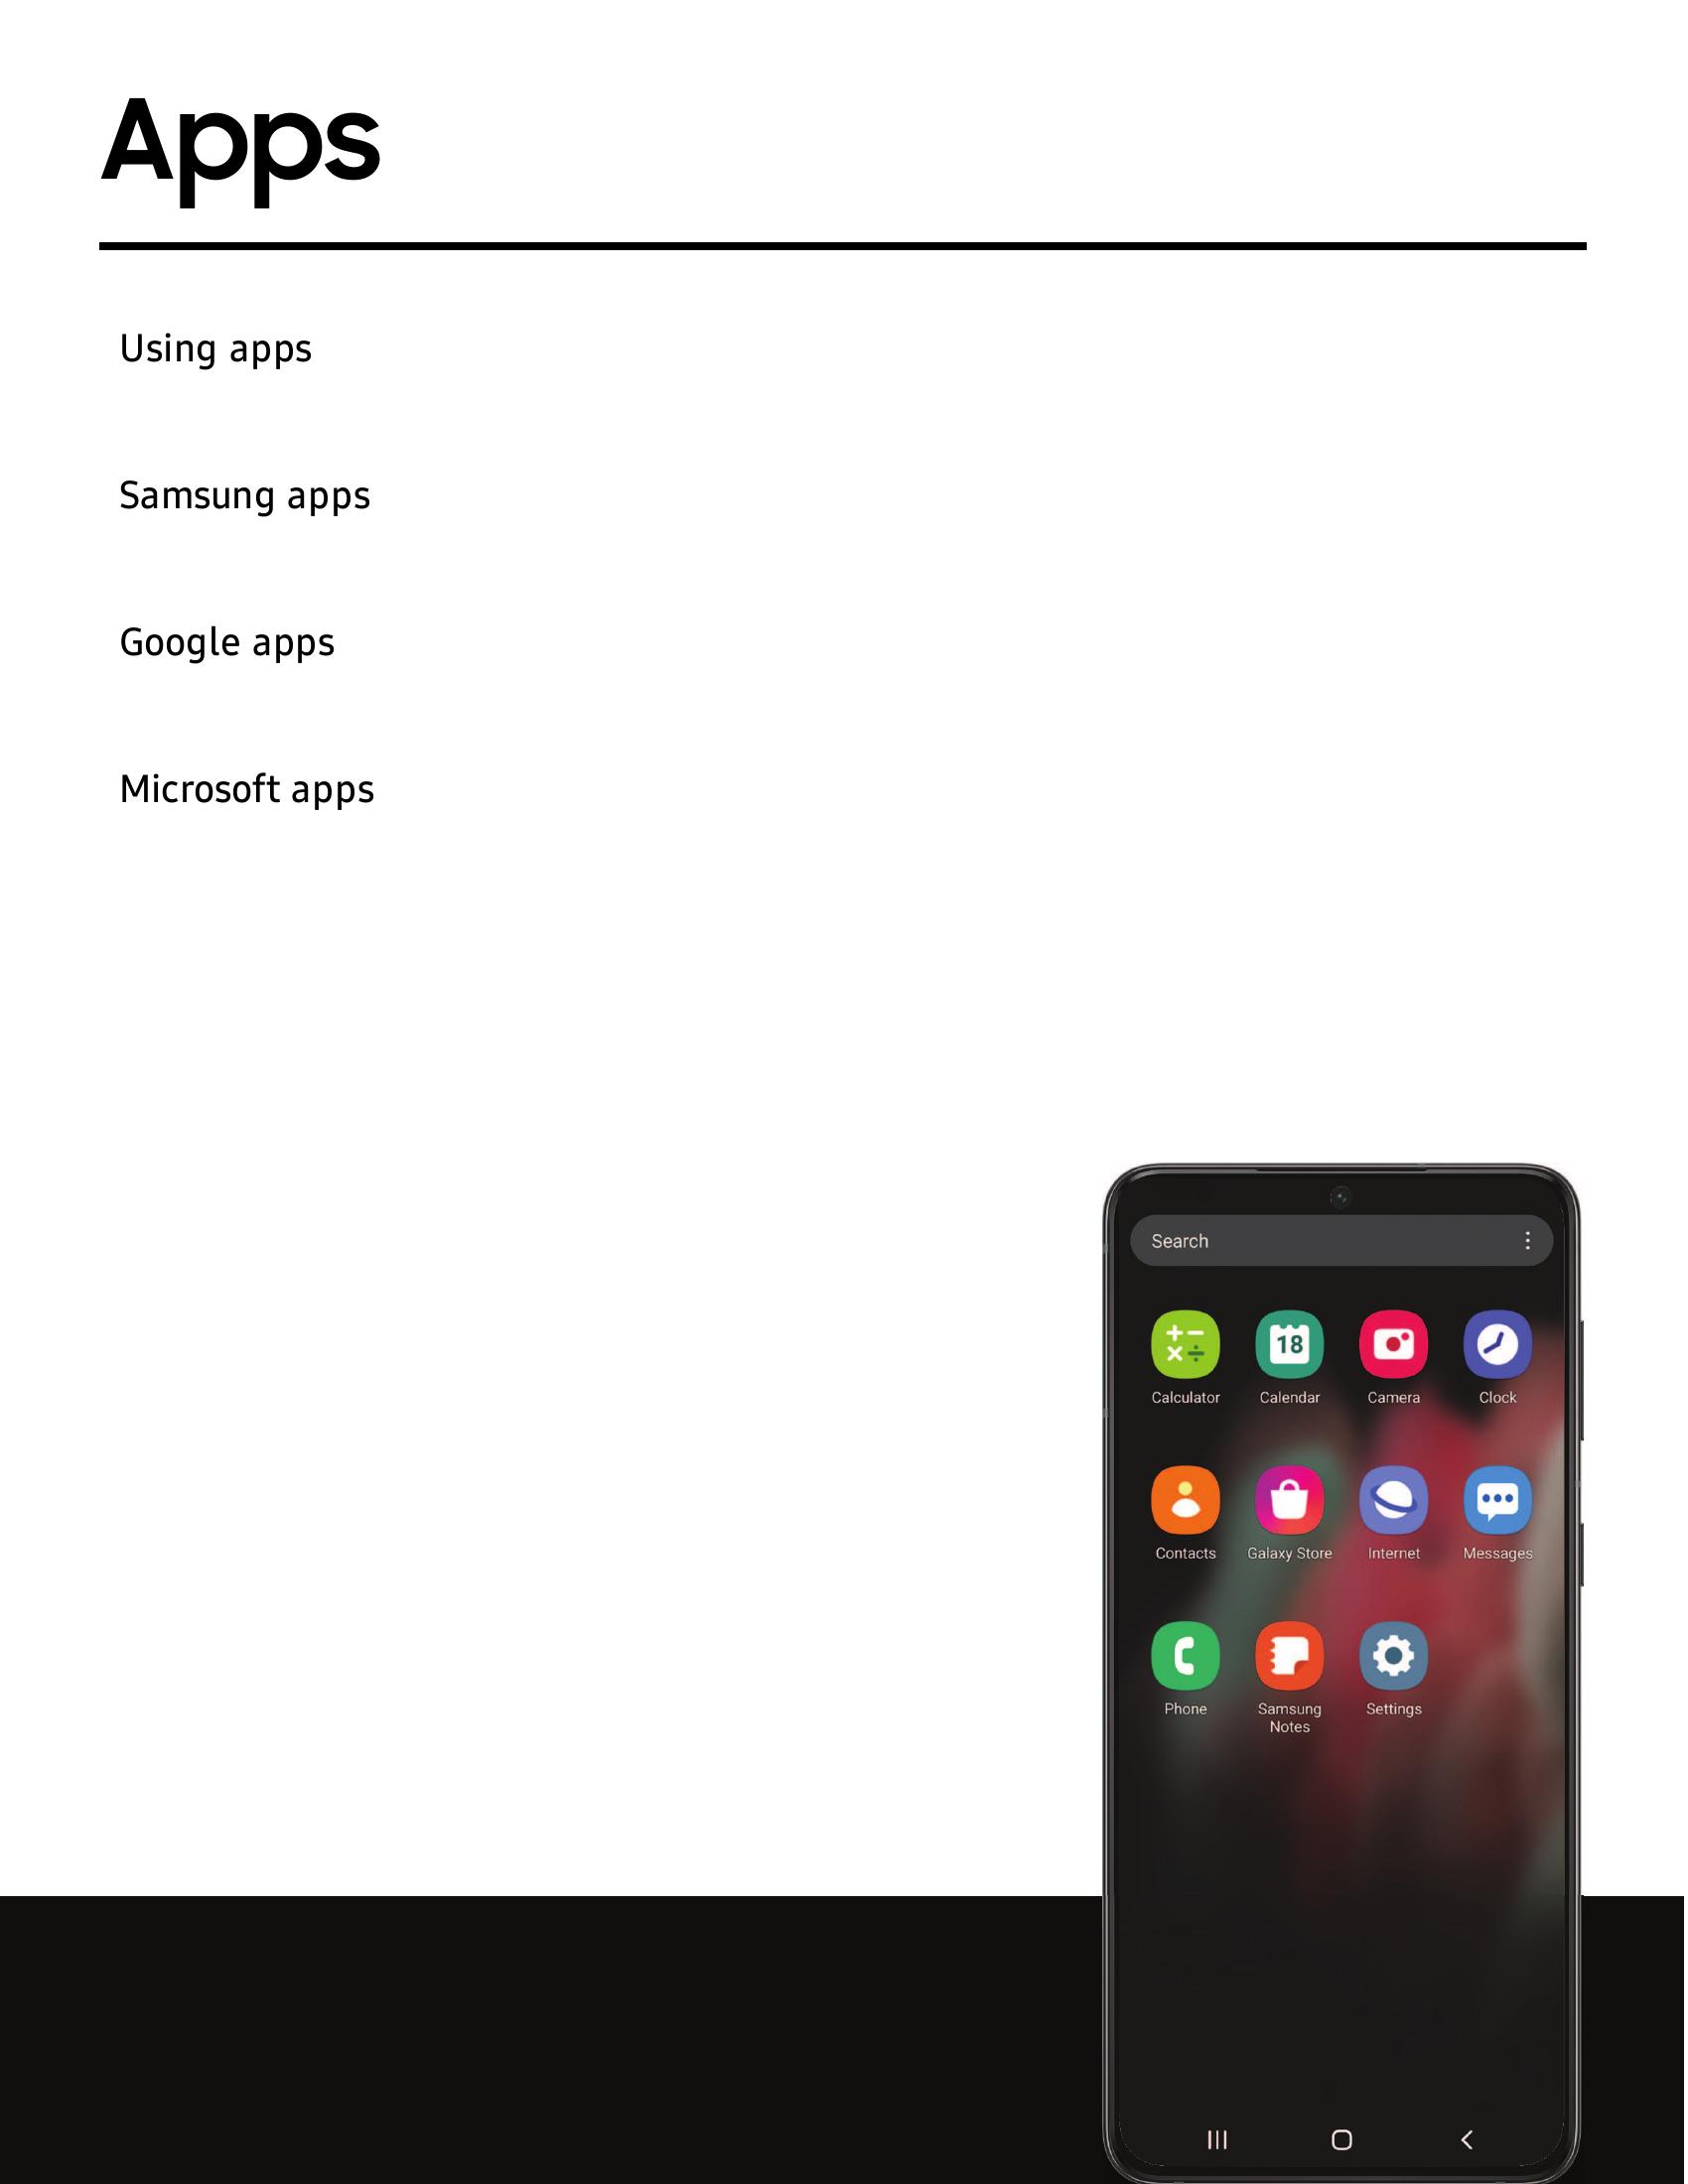 Apps
Using apps
Samsung apps
Google apps
Microsoft apps
Search
18
Calculator Calendar Camera Clock
Contacts Galaxy Store Internet Messages
Phone Samsung Notes Settings